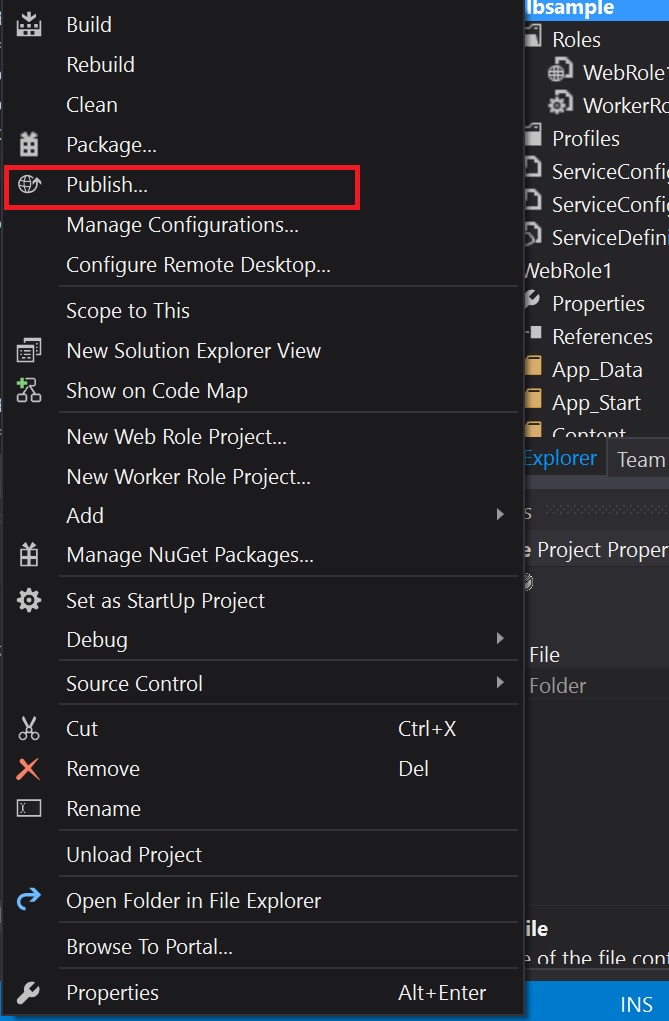 Build
Rebuild
Clean
Package...
Publish...
Manage Configurations...
Configure Remote Desktop...
Scope to This
New Solution Explorer View
Show on Code Map
New Web Role Project...
New Worker Role Project...
Add
Manage NuGet Packages...
Set as StartUp Project
Debug
Source Control
Cut Ctrl+X
Remove Del
Rename
Unload Project
Open Folder in File Explorer
Browse To Portal...
Properties Alt+Enter
lbsample
Roles
WebRole1
WorkerRo
Profiles
ServiceConfig
ServiceConfig
ServiceDefini
WebRole1
Properties
References
App_Data
App_Start
Content
Explorer Team
s
e Project Proper
File
Folder
ile
e of the file cont
INS